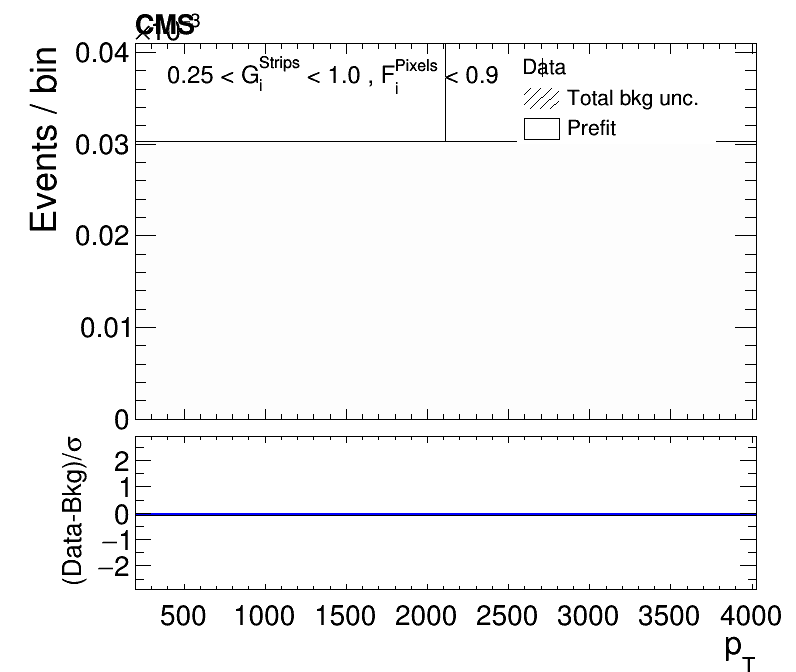 CMS
×10⁻³
0.04
0.03
0.02
0.01
0
Events / bin
0.25 < G_i^Strips < 1.0 , F_i^Pixels < 0.9
Data
Total bkg unc.
Prefit
2
1
0
−1
−2
(Data-Bkg)/σ
500 1000 1500 2000 2500 3000 3500 4000
p_T